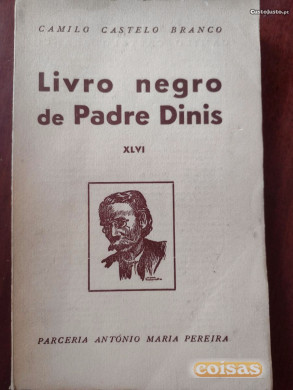 CAMILO CASTELO BRANCO
Livro negro
de Padre Dinis
XLVI
PARCERIA ANTÓNIO MARIA PEREIRA
coisas